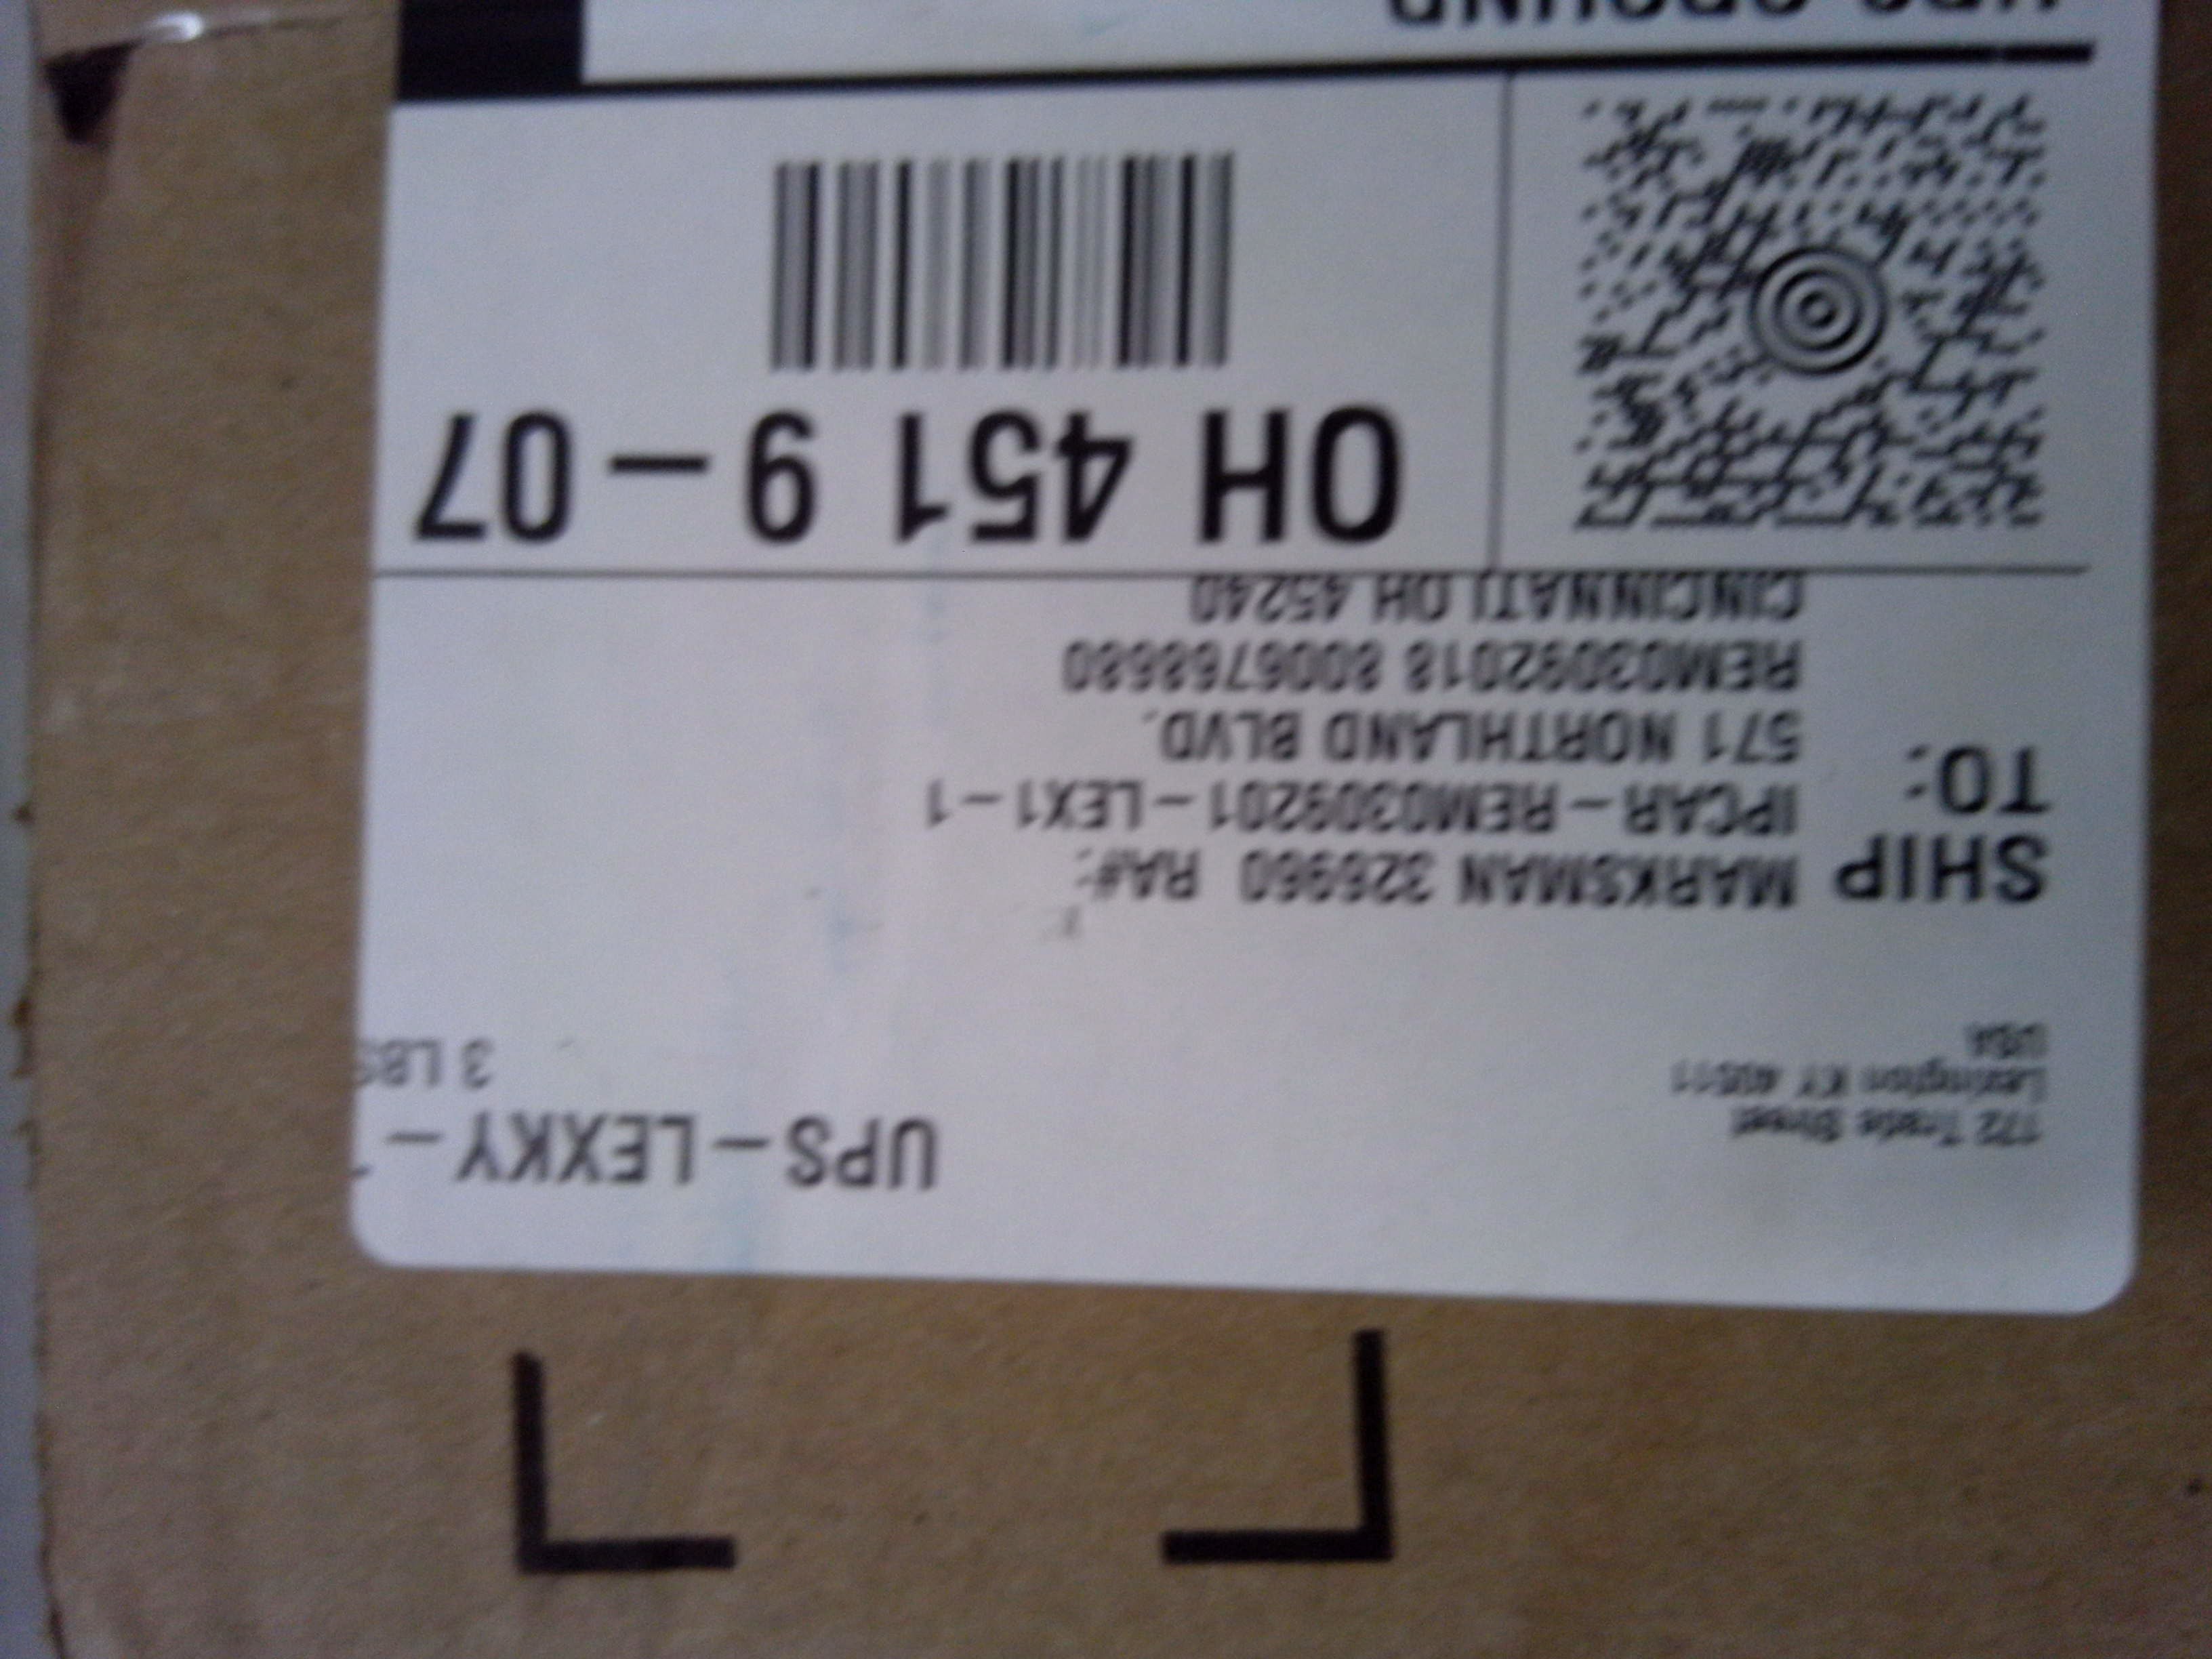 172 Trade Street
Lexington KY 40511
USA
UPS-LEXKY-
3 LBS
SHIP TO:
MARKSMAN 326960 RA#:
IPCAR-REM0309201-LEX1-1
571 NORTHLAND BLVD.
REM03092018 8006768680
CINCINNATI OH 45240
OH 451 9-07
UPS GROUND